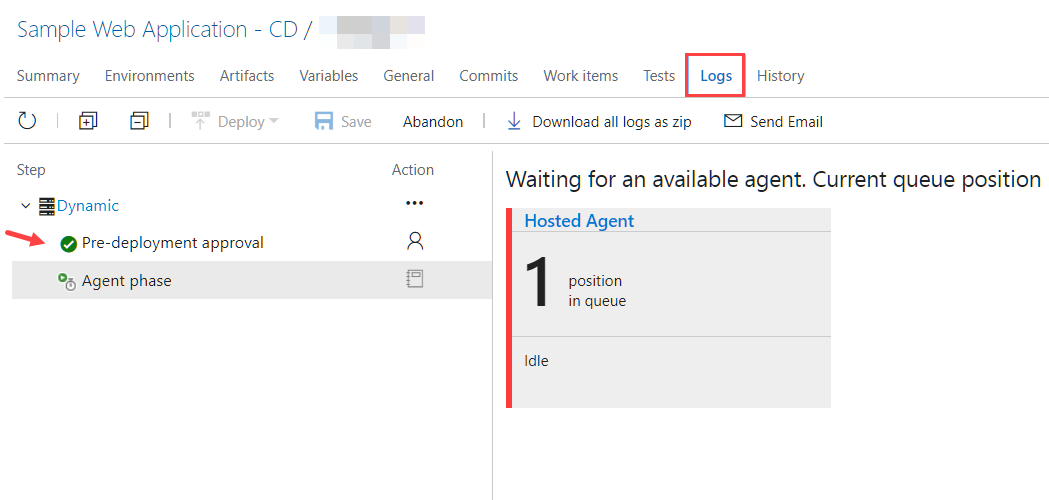 Sample Web Application - CD /
Summary Environments Artifacts Variables General Commits Work items Tests Logs History
Deploy Save Abandon Download all logs as zip Send Email
Step Action
Dynamic
Pre-deployment approval
Agent phase
Waiting for an available agent. Current queue position
Hosted Agent
1 position
in queue
Idle